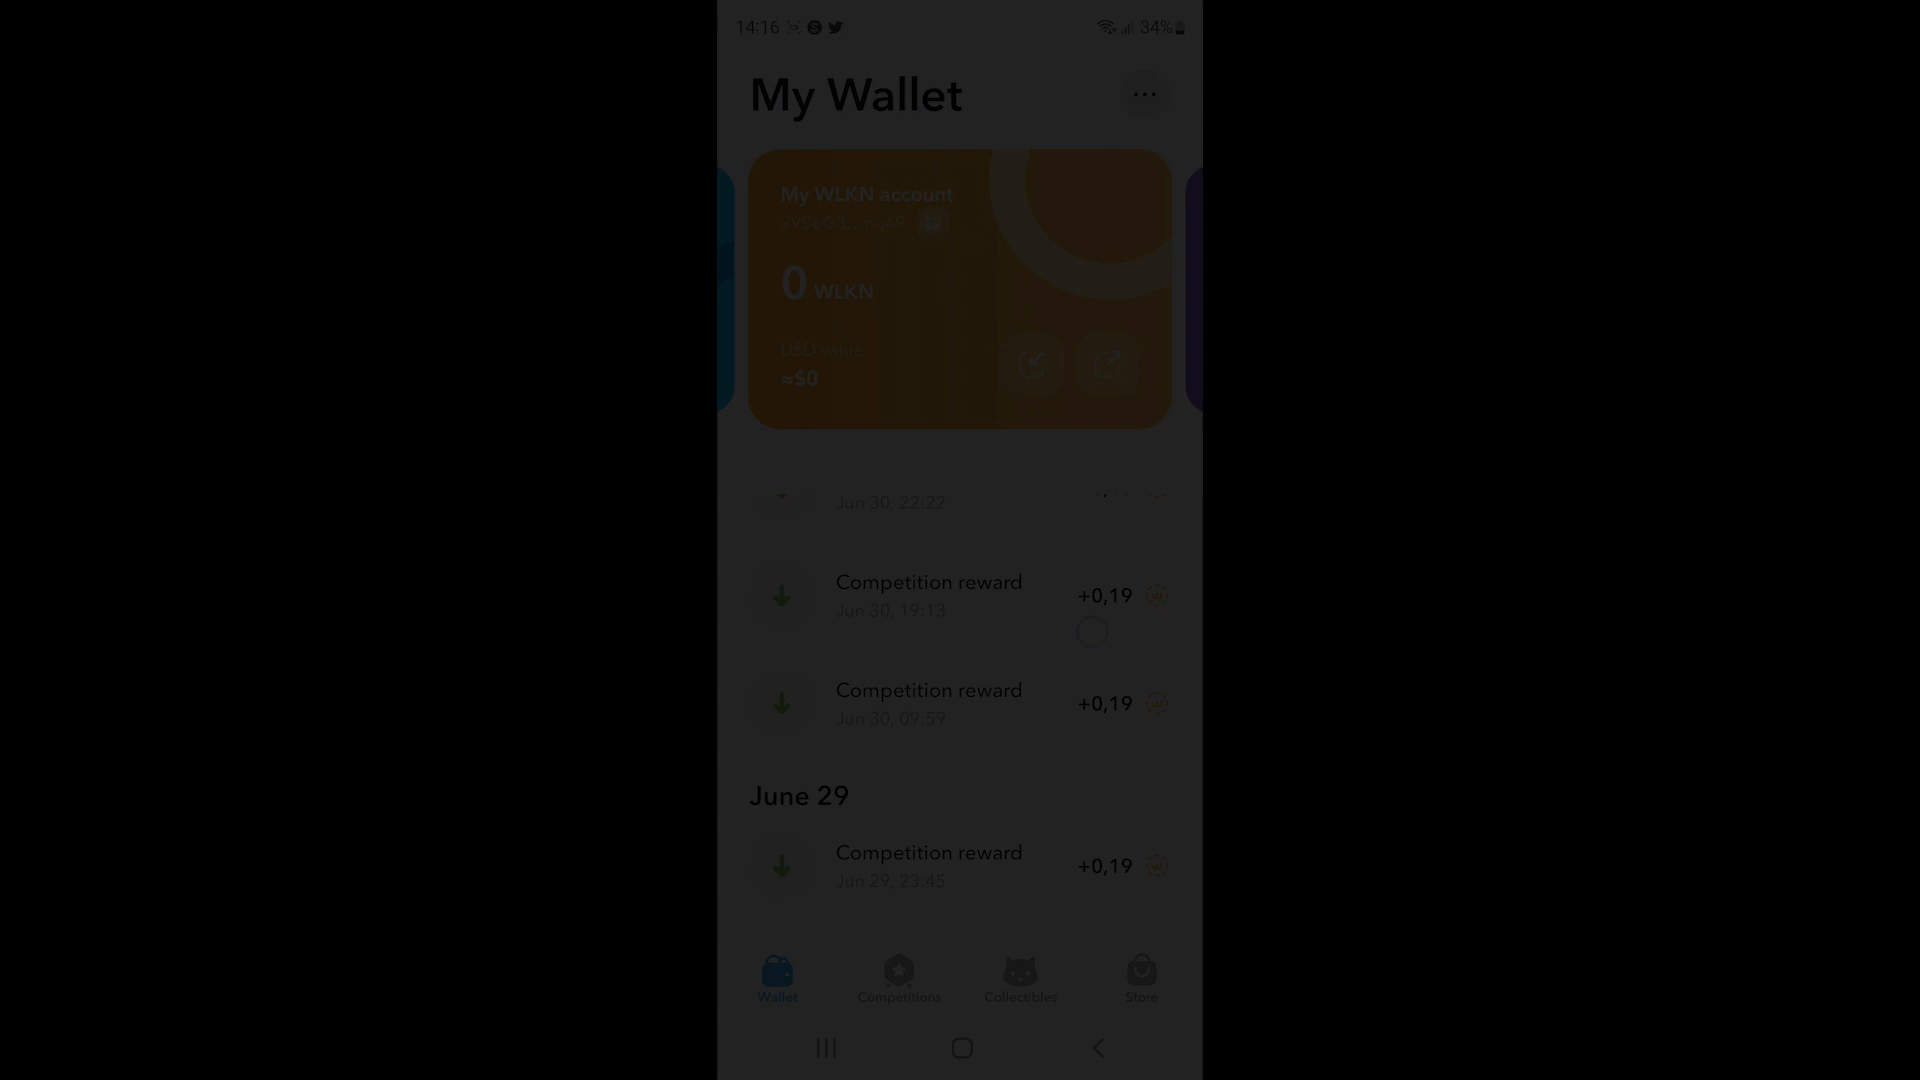 14:16 34%
My Wallet
My WLKN account
0 WLKN
USD value
≈$0
Jun 30, 22:22
Competition reward
+0,19
Jun 30, 19:13
Competition reward
+0,19
Jun 30, 09:59
June 29
Competition reward
+0,19
Jun 29, 23:45
Wallet Competitions Collectibles Store